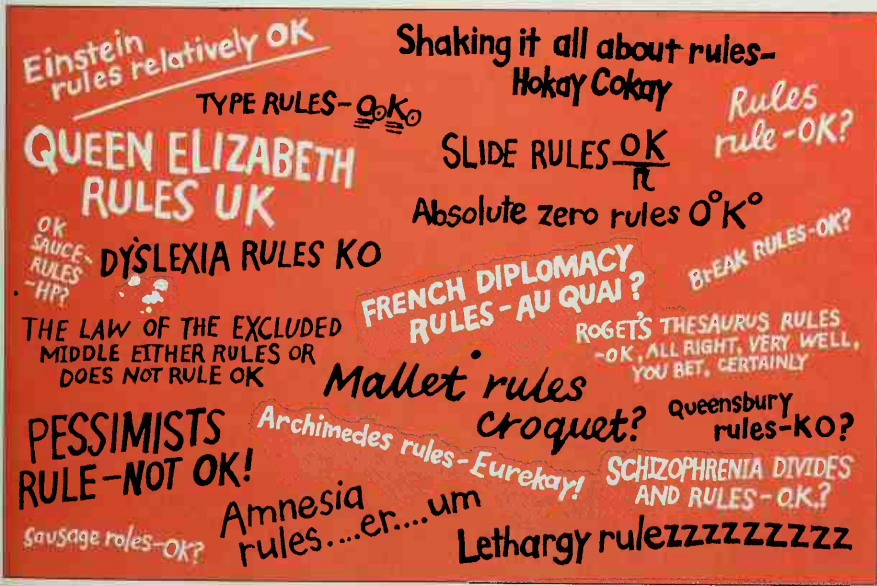 Einstein
rules relatively OK
Shaking it all about rules-
Hokay Cokay
TYPE RULES- OoKo
Rules
rule-OK?
QUEEN ELIZABETH
RULES UK
SLIDE RULES OK
π
Absolute zero rules O°K°
OK
SAUCE-
RULES
-HP?
DYSLEXIA RULES KO
BrEAK RULES-OK?
FRENCH DIPLOMACY
RULES-AU QUAI?
ROGET'S THESAURUS RULES
-OK, ALL RIGHT, VERY WELL,
YOU BET, CERTAINLY
THE LAW OF THE EXCLUDED
MIDDLE EITHER RULES OR
DOES NOT RULE OK
Mallet rules
croquet?
Queensbury
rules-KO?
PESSIMISTS
RULE-NOT OK!
Archimedes rules-Eurekay!
SCHIZOPHRENIA DIVIDES
AND RULES-O.K.?
Amnesia
rules....er....um
Sausage roles-OK?
Lethargy rulezzzzzzzzz